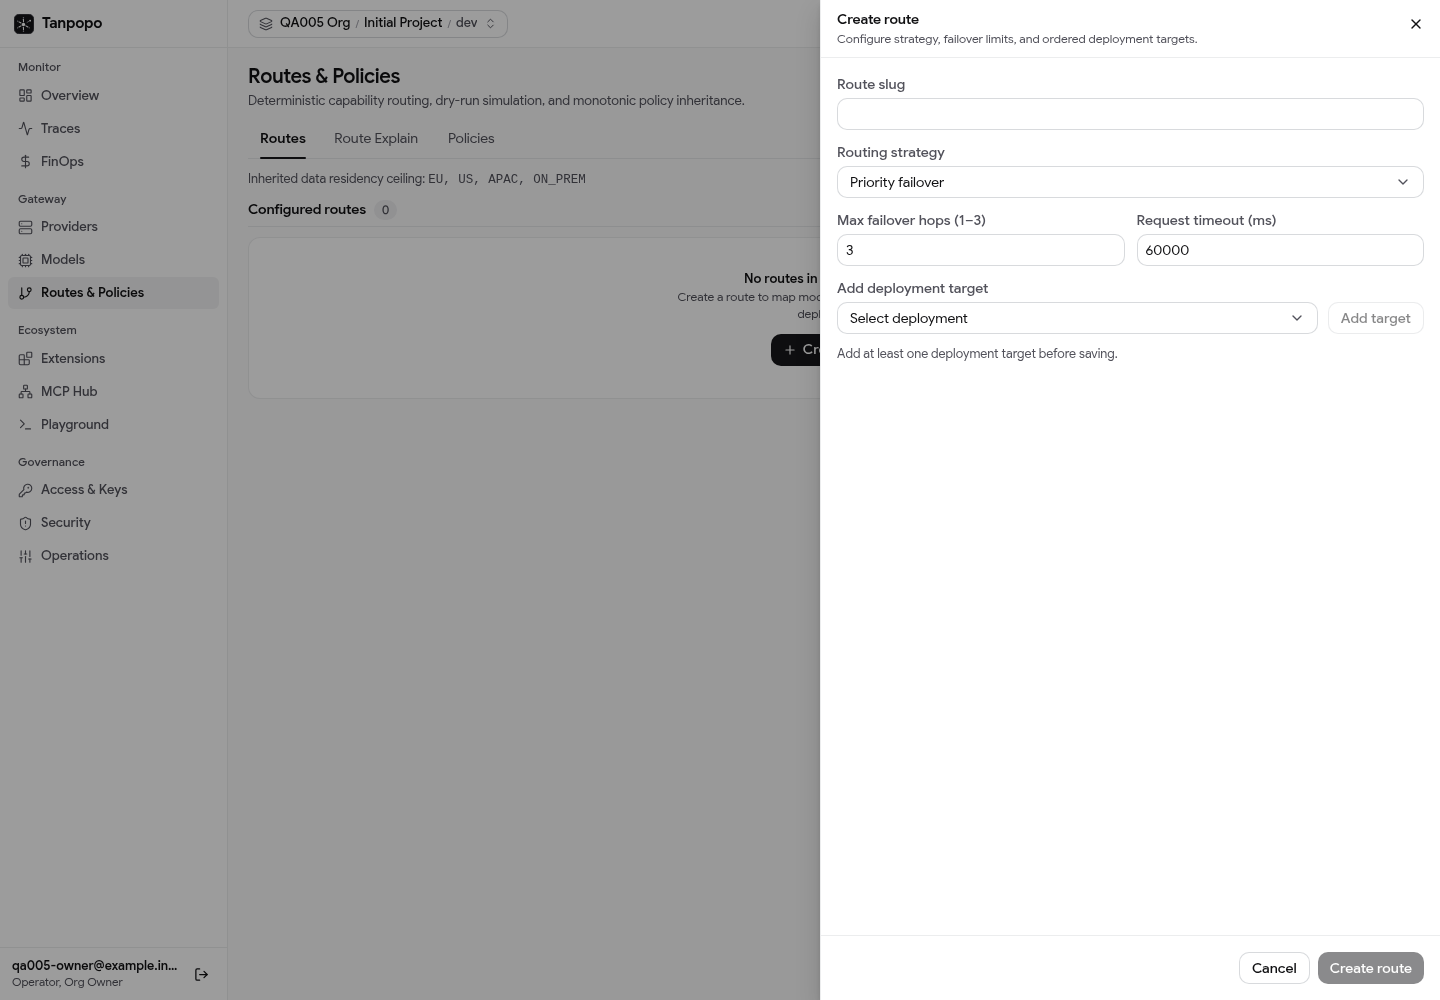 Tanpopo
Monitor
Overview
Traces
FinOps
Gateway
Providers
Models
Routes & Policies
Ecosystem
Extensions
MCP Hub
Playground
Governance
Access & Keys
Security
Operations
qa005-owner@example.in...
Operator, Org Owner
QA005 Org / Initial Project / dev
Routes & Policies
Deterministic capability routing, dry-run simulation, and monotonic policy inheritance.
Routes Route Explain Policies
Inherited data residency ceiling: EU, US, APAC, ON_PREM
Configured routes 0
No routes in
Create a route to map
Create route
Configure strategy, failover limits, and ordered deployment targets.
Route slug
Routing strategy
Priority failover
Max failover hops (1–3) Request timeout (ms)
3 60000
Add deployment target
Select deployment Add target
Add at least one deployment target before saving.
Cancel Create route